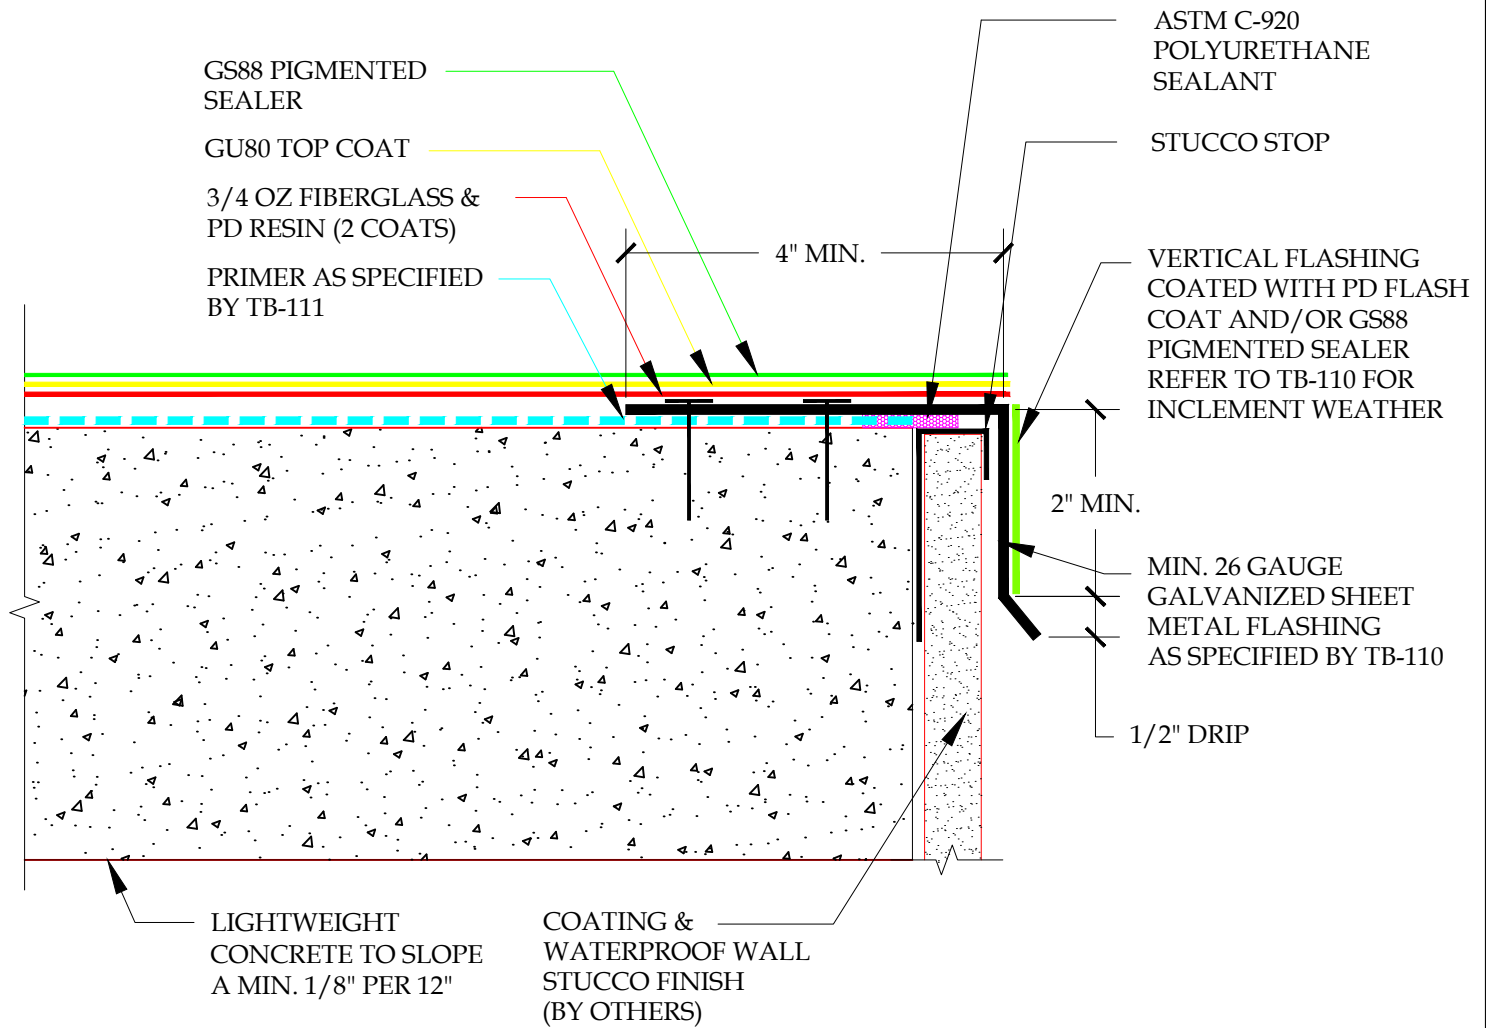 GS88 PIGMENTED
SEALER
GU80 TOP COAT
3/4 OZ FIBERGLASS &
PD RESIN (2 COATS)
PRIMER AS SPECIFIED
BY TB-111
4" MIN.
ASTM C-920
POLYURETHANE
SEALANT
STUCCO STOP
VERTICAL FLASHING
COATED WITH PD FLASH
COAT AND/OR GS88
PIGMENTED SEALER
REFER TO TB-110 FOR
INCLEMENT WEATHER
2" MIN.
MIN. 26 GAUGE
GALVANIZED SHEET
METAL FLASHING
AS SPECIFIED BY TB-110
1/2" DRIP
LIGHTWEIGHT
CONCRETE TO SLOPE
A MIN. 1/8" PER 12"
COATING &
WATERPROOF WALL
STUCCO FINISH
(BY OTHERS)